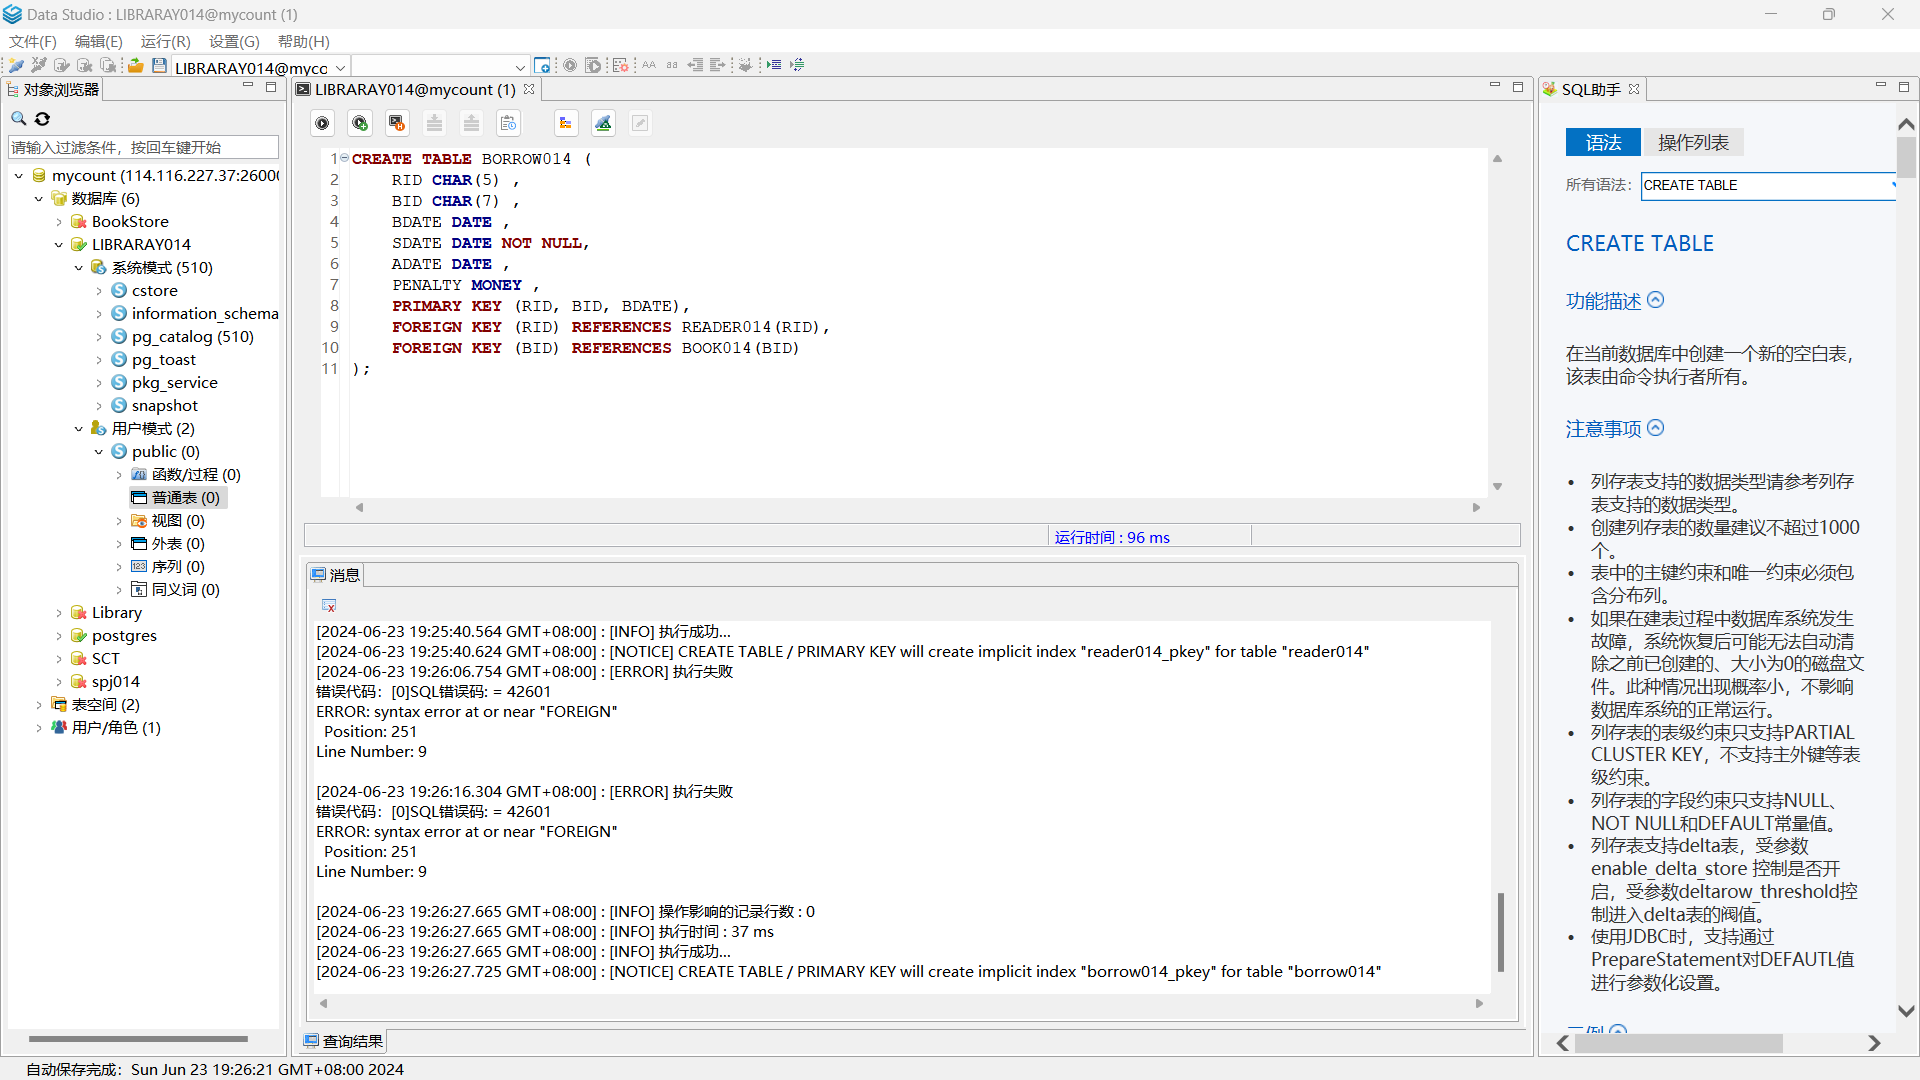 Data Studio : LIBRARAY014@mycount (1)
文件(F) 编辑(E) 运行(R) 设置(G) 帮助(H)
LIBRARAY014@myco
对象浏览器
请输入过滤条件，按回车键开始
mycount (114.116.227.37:2600
数据库 (6)
BookStore
LIBRARAY014
系统模式 (510)
cstore
information_schema
pg_catalog (510)
pg_toast
pkg_service
snapshot
用户模式 (2)
public (0)
函数/过程 (0)
普通表 (0)
视图 (0)
外表 (0)
序列 (0)
同义词 (0)
Library
postgres
SCT
spj014
表空间 (2)
用户/角色 (1)
LIBRARAY014@mycount (1)
1 CREATE TABLE BORROW014 (
2 RID CHAR(5) ,
3 BID CHAR(7) ,
4 BDATE DATE ,
5 SDATE DATE NOT NULL,
6 ADATE DATE ,
7 PENALTY MONEY ,
8 PRIMARY KEY (RID, BID, BDATE),
9 FOREIGN KEY (RID) REFERENCES READER014(RID),
10 FOREIGN KEY (BID) REFERENCES BOOK014(BID)
11 );
运行时间 : 96 ms
消息
[2024-06-23 19:25:40.564 GMT+08:00] : [INFO] 执行成功...
[2024-06-23 19:25:40.624 GMT+08:00] : [NOTICE] CREATE TABLE / PRIMARY KEY will create implicit index "reader014_pkey" for table "reader014"
[2024-06-23 19:26:06.754 GMT+08:00] : [ERROR] 执行失败
错误代码：[0]SQL错误码: = 42601
ERROR: syntax error at or near "FOREIGN"
Position: 251
Line Number: 9
[2024-06-23 19:26:16.304 GMT+08:00] : [ERROR] 执行失败
错误代码：[0]SQL错误码: = 42601
ERROR: syntax error at or near "FOREIGN"
Position: 251
Line Number: 9
[2024-06-23 19:26:27.665 GMT+08:00] : [INFO] 操作影响的记录行数 : 0
[2024-06-23 19:26:27.665 GMT+08:00] : [INFO] 执行时间 : 37 ms
[2024-06-23 19:26:27.665 GMT+08:00] : [INFO] 执行成功...
[2024-06-23 19:26:27.725 GMT+08:00] : [NOTICE] CREATE TABLE / PRIMARY KEY will create implicit index "borrow014_pkey" for table "borrow014"
查询结果
SQL助手
语法 操作列表
所有语法: CREATE TABLE
CREATE TABLE
功能描述
在当前数据库中创建一个新的空白表，
该表由命令执行者所有。
注意事项
• 列存表支持的数据类型请参考列存
表支持的数据类型。
• 创建列存表的数量建议不超过1000
个。
• 表中的主键约束和唯一约束必须包
含分布列。
• 如果在建表过程中数据库系统发生
故障，系统恢复后可能无法自动清
除之前已创建的、大小为0的磁盘文
件。此种情况出现概率小，不影响
数据库系统的正常运行。
• 列存表的表级约束只支持PARTIAL
CLUSTER KEY，不支持主外键等表
级约束。
• 列存表的字段约束只支持NULL、
NOT NULL和DEFAULT常量值。
• 列存表支持delta表，受参数
enable_delta_store 控制是否开
启，受参数deltarow_threshold控
制进入delta表的阀值。
• 使用JDBC时，支持通过
PrepareStatement对DEFAUTL值
进行参数化设置。
自动保存完成：Sun Jun 23 19:26:21 GMT+08:00 2024